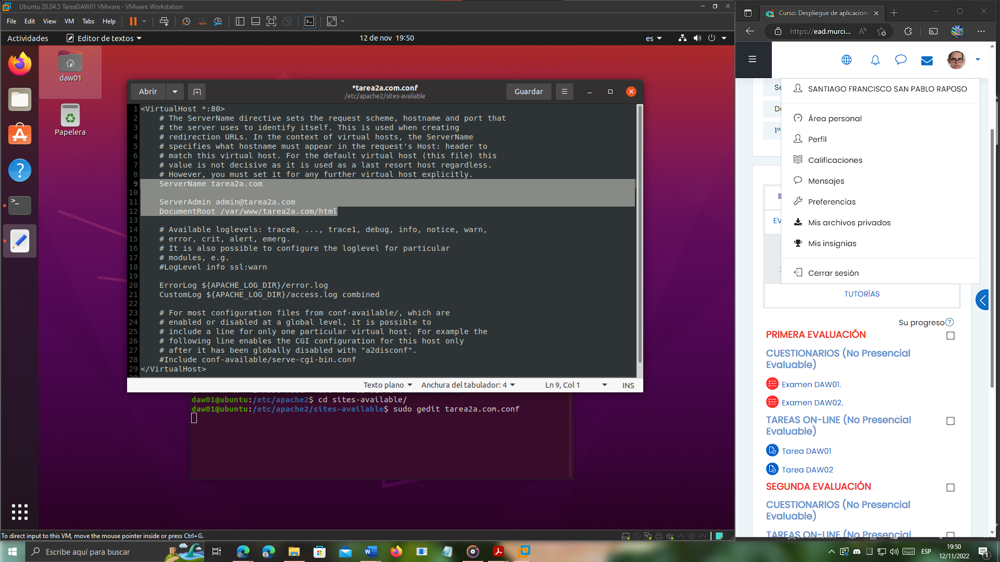 Ubuntu 20.04.5 TareaDAW01 VMware - VMware Workstation
File Edit View VM Tabs Help
Actividades Editor de textos 12 de nov 19:50 es
daw01
Papelera
Abrir *tarea2a.com.conf Guardar
/etc/apache2/sites-available
1 <VirtualHost *:80>
2 # The ServerName directive sets the request scheme, hostname and port that
3 # the server uses to identify itself. This is used when creating
4 # redirection URLs. In the context of virtual hosts, the ServerName
5 # specifies what hostname must appear in the request's Host: header to
6 # match this virtual host. For the default virtual host (this file) this
7 # value is not decisive as it is used as a last resort host regardless.
8 # However, you must set it for any further virtual host explicitly.
9 ServerName tarea2a.com
10
11 ServerAdmin admin@tarea2a.com
12 DocumentRoot /var/www/tarea2a.com/html
13
14 # Available loglevels: trace8, ..., trace1, debug, info, notice, warn,
15 # error, crit, alert, emerg.
16 # It is also possible to configure the loglevel for particular
17 # modules, e.g.
18 #LogLevel info ssl:warn
19
20 ErrorLog ${APACHE_LOG_DIR}/error.log
21 CustomLog ${APACHE_LOG_DIR}/access.log combined
22
23 # For most configuration files from conf-available/, which are
24 # enabled or disabled at a global level, it is possible to
25 # include a line for only one particular virtual host. For example the
26 # following line enables the CGI configuration for this host only
27 # after it has been globally disabled with "a2disconf".
28 #Include conf-available/serve-cgi-bin.conf
29 </VirtualHost>
Texto plano Anchura del tabulador: 4 Ln 9, Col 1 INS
daw01@ubuntu:/etc/apache2$ cd sites-available/
daw01@ubuntu:/etc/apache2/sites-available$ sudo gedit tarea2a.com.conf
To direct input to this VM, move the mouse pointer inside or press Ctrl+G.
Curso: Despliegue de aplicacione
https://ead.murci...
SANTIAGO FRANCISCO SAN PABLO RAPOSO
Área personal
Perfil
Calificaciones
Mensajes
Preferencias
Mis archivos privados
Mis insignias
Cerrar sesión
Se
1ª
EV
TUTORÍAS
Su progreso
PRIMERA EVALUACIÓN
CUESTIONARIOS (No Presencial
Evaluable)
Examen DAW01.
Examen DAW02.
TAREAS ON-LINE (No Presencial
Evaluable)
Tarea DAW01
Tarea DAW02
SEGUNDA EVALUACIÓN
CUESTIONARIOS (No Presencial
Evaluable)
TAREAS ON-LINE (No Presencial
Escribe aquí para buscar
ESP
19:50
12/11/2022
1